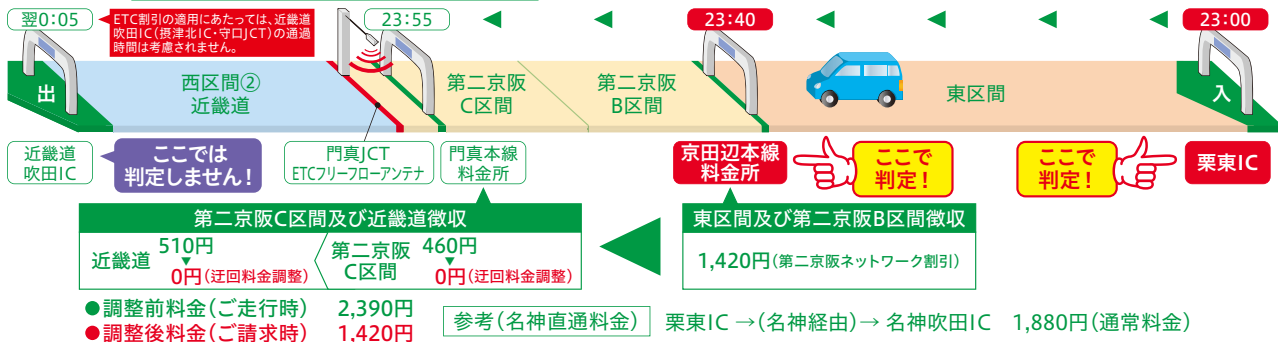 翌0:05
ETC割引の適用にあたっては、近畿
吹田IC(摂津北IC・守口JCT)の通過
時間は考慮されません。
23:55
23:40
23:00
出
西区間②
近畿道
第二京阪
C区間
第二京阪
B区間
東区間
入
近畿道
吹田IC
ここでは
判定しません!
門真JCT
ETCフリーフローアンテナ
門真本線
料金所
京田辺本線
料金所
ここで
判定!
ここで
判定!
栗東IC
第二京阪C区間及び近畿道徴収
近畿道 510円
▼
0円(迂回料金調整)
第二京阪
C区間
460円
▼
0円(迂回料金調整)
東区間及び第二京阪B区間徴収
1,420円(第二京阪ネットワーク割引)
●調整前料金(ご走行時) 2,390円
●調整後料金(ご請求時) 1,420円
参考(名神直通料金) 栗東IC →(名神経由)→ 名神吹田IC 1,880円(通常料金)